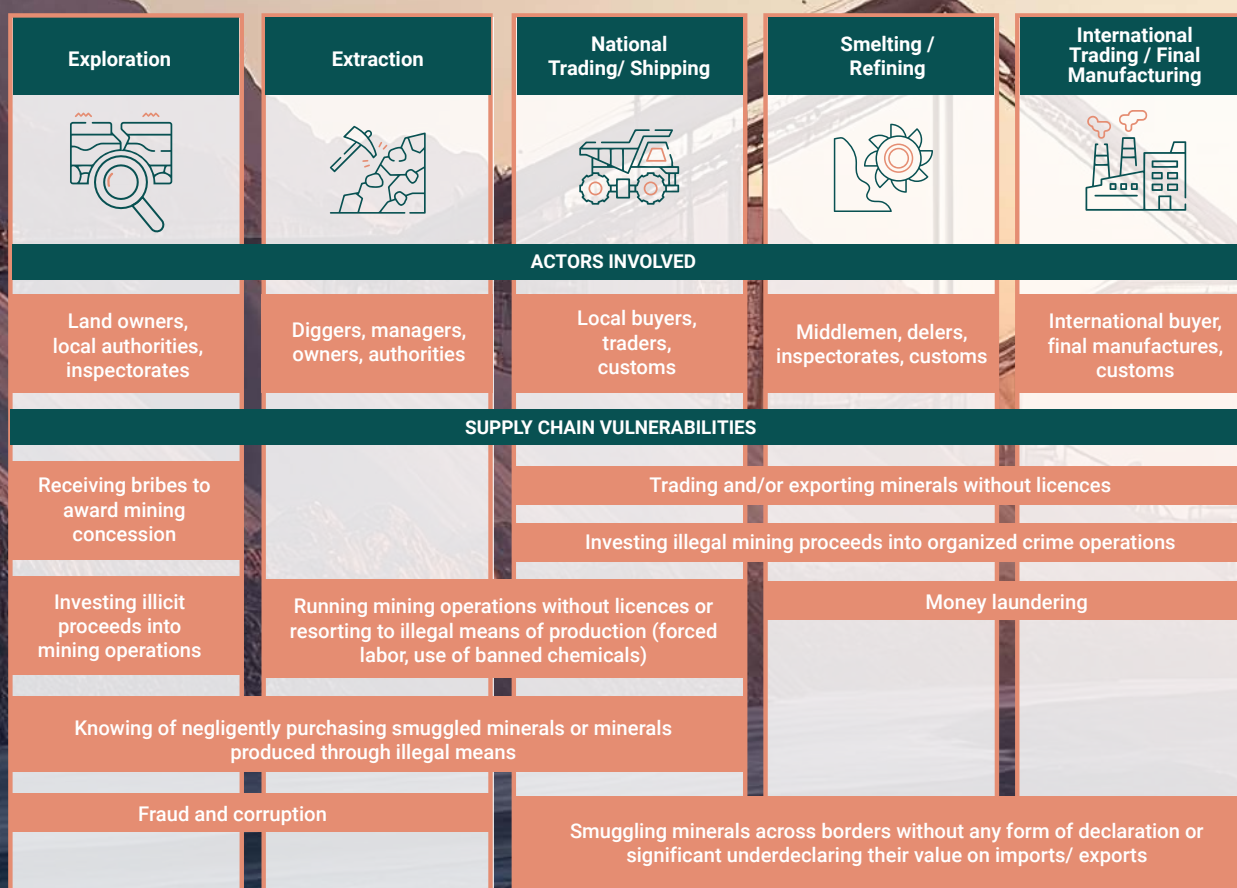 Exploration
Extraction
National
Trading/ Shipping
Smelting /
Refining
International
Trading / Final
Manufacturing
ACTORS INVOLVED
Land owners,
local authorities,
inspectorates
Diggers, managers,
owners, authorities
Local buyers,
traders,
customs
Middlemen, delers,
inspectorates, customs
International buyer,
final manufactures,
customs
SUPPLY CHAIN VULNERABILITIES
Receiving bribes to
award mining
concession
Trading and/or exporting minerals without licences
Investing illegal mining proceeds into organized crime operations
Investing illicit
proceeds into
mining operations
Running mining operations without licences or
resorting to illegal means of production (forced
labor, use of banned chemicals)
Money laundering
Knowing of negligently purchasing smuggled minerals or minerals
produced through illegal means
Fraud and corruption
Smuggling minerals across borders without any form of declaration or
significant underdeclaring their value on imports/ exports